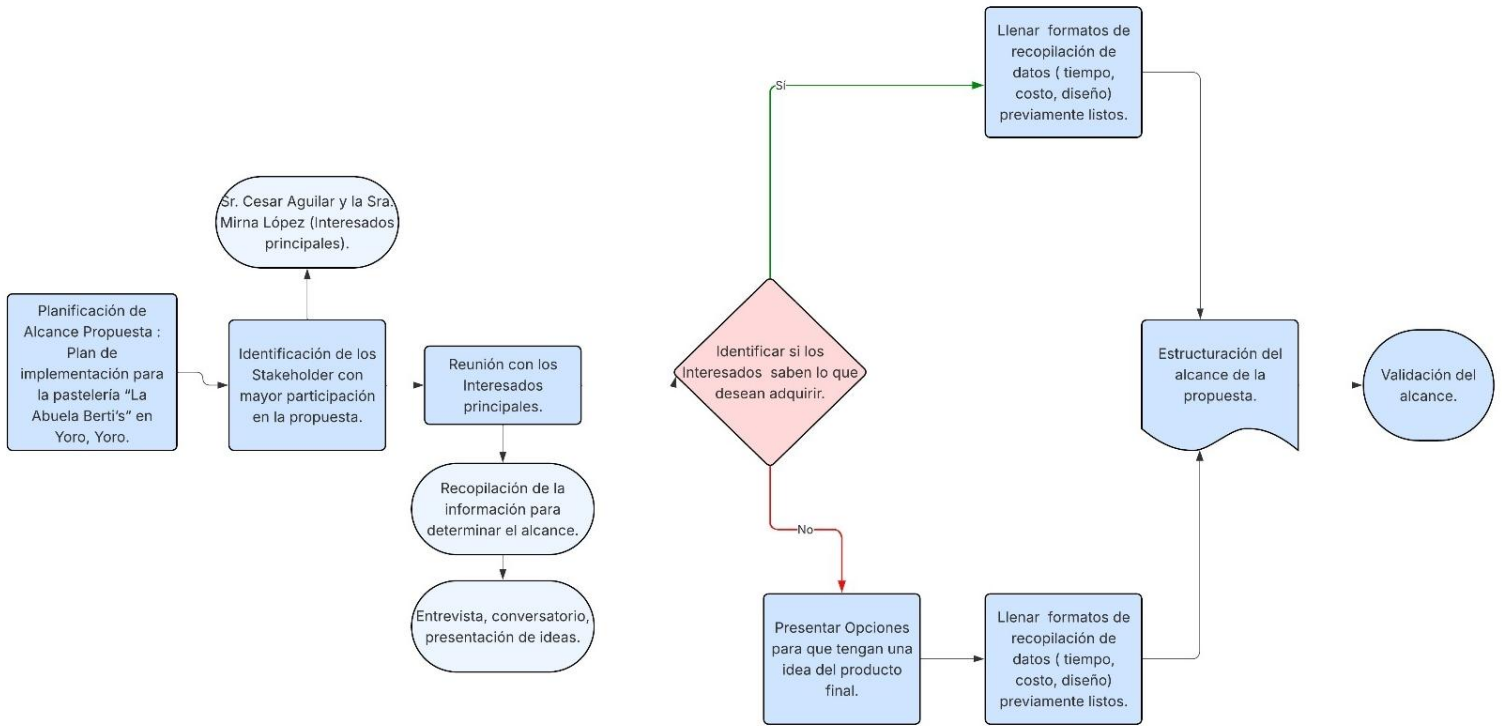 Planificación de
Alcance Propuesta :
Plan de
implementación para
la pastelería “La
Abuela Berti’s” en
Yoro, Yoro.
Sr. Cesar Aguilar y la Sra.
Mirna López (Interesados
principales).
Identificación de los
Stakeholder con
mayor participación
en la propuesta.
Reunión con los
Interesados
principales.
Recopilación de la
información para
determinar el alcance.
Entrevista, conversatorio,
presentación de ideas.
Identificar si los
Interesados saben lo que
desean adquirir.
Sí
Llenar formatos de
recopilación de
datos ( tiempo,
costo, diseño)
previamente listos.
No
Presentar Opciones
para que tengan una
idea del producto
final.
Llenar formatos de
recopilación de
datos ( tiempo,
costo, diseño)
previamente listos.
Estructuración del
alcance de la
propuesta.
Validación del
alcance.